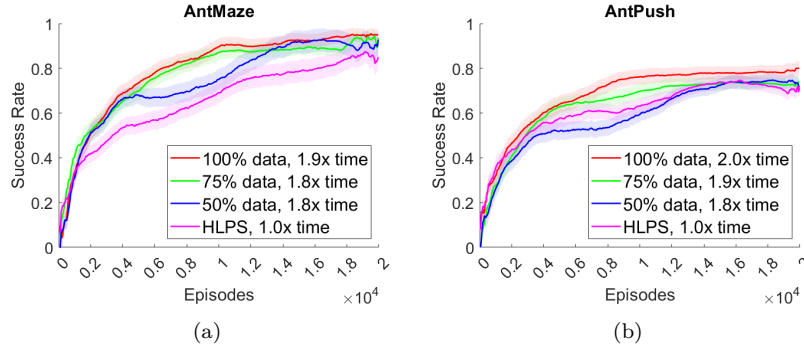 AntMaze
Success Rate
1
0.8
0.6
0.4
0.2
0
100% data, 1.9x time
75% data, 1.8x time
50% data, 1.8x time
HLPS, 1.0x time
0 0.2 0.4 0.6 0.8 1 1.2 1.4 1.6 1.8 2
Episodes
×10⁴
(a)
AntPush
Success Rate
1
0.8
0.6
0.4
0.2
0
100% data, 2.0x time
75% data, 1.9x time
50% data, 1.8x time
HLPS, 1.0x time
0 0.2 0.4 0.6 0.8 1 1.2 1.4 1.6 1.8 2
Episodes
×10⁴
(b)